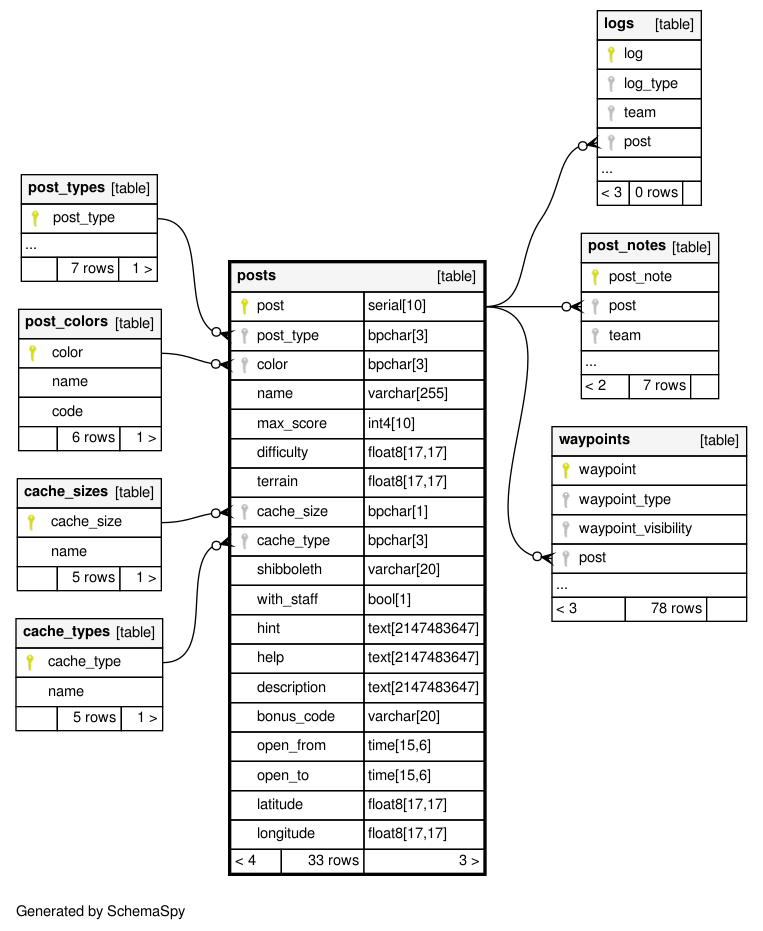 logs [table]
log
log_type
team
post
...
< 3 0 rows
post_types [table]
post_type
...
7 rows 1 >
post_colors [table]
color
name
code
6 rows 1 >
cache_sizes [table]
cache_size
name
5 rows 1 >
cache_types [table]
cache_type
name
5 rows 1 >
posts [table]
post serial[10]
post_type bpchar[3]
color bpchar[3]
name varchar[255]
max_score int4[10]
difficulty float8[17,17]
terrain float8[17,17]
cache_size bpchar[1]
cache_type bpchar[3]
shibboleth varchar[20]
with_staff bool[1]
hint text[2147483647]
help text[2147483647]
description text[2147483647]
bonus_code varchar[20]
open_from time[15,6]
open_to time[15,6]
latitude float8[17,17]
longitude float8[17,17]
< 4 33 rows 3 >
post_notes [table]
post_note
post
team
...
< 2 7 rows
waypoints [table]
waypoint
waypoint_type
waypoint_visibility
post
...
< 3 78 rows
Generated by SchemaSpy